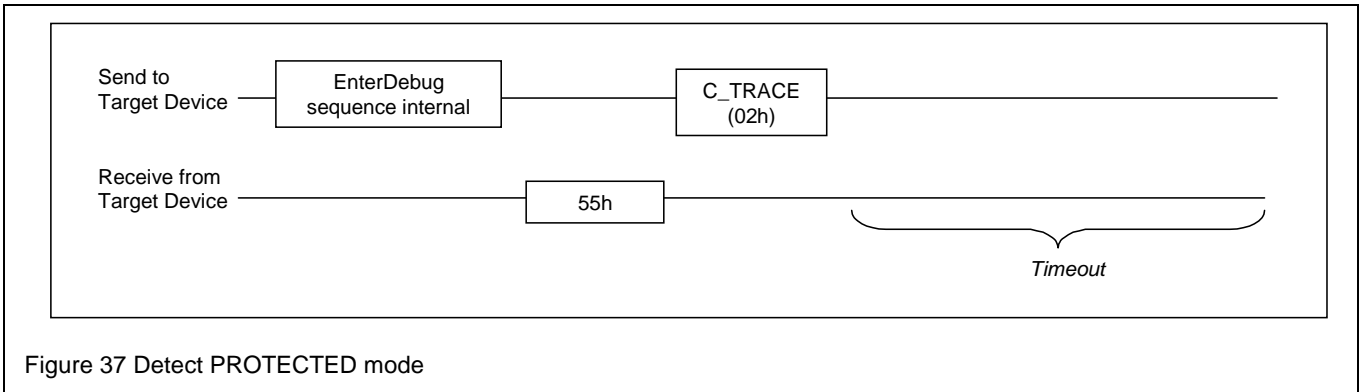 Send to
Target Device
EnterDebug
sequence internal
C_TRACE
(02h)
Receive from
Target Device
55h
Timeout
Figure 37 Detect PROTECTED mode